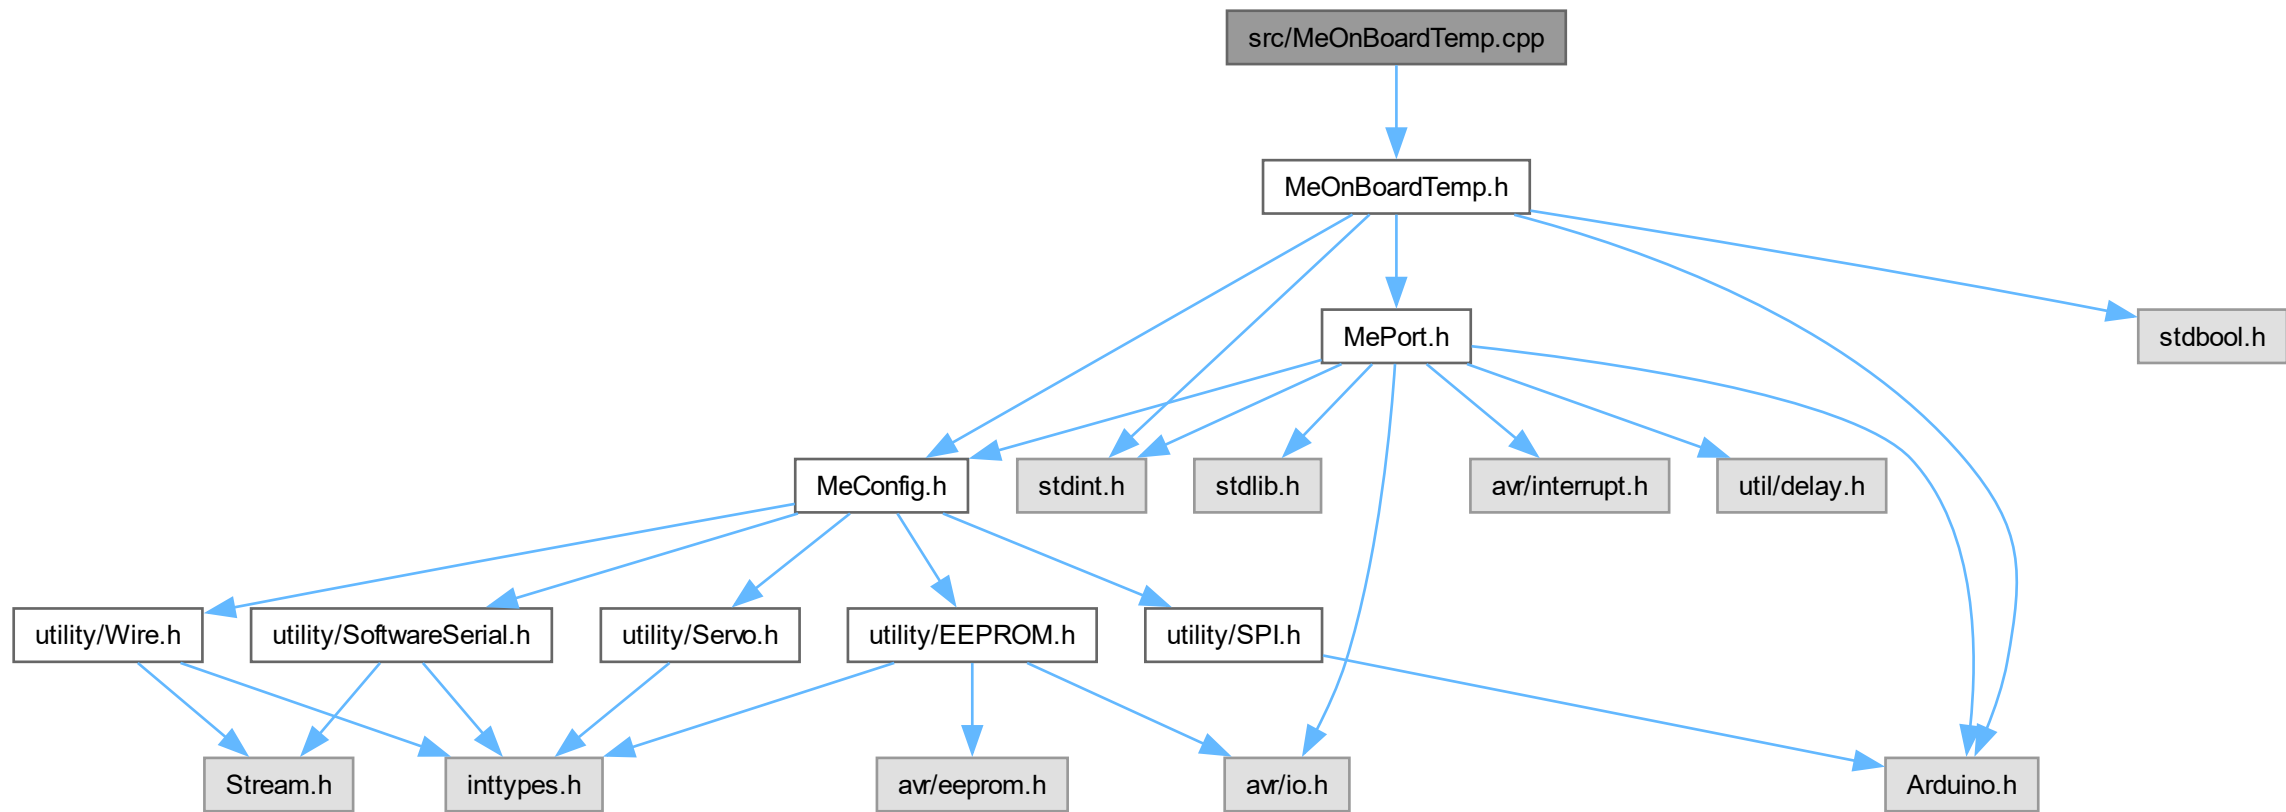 src/MeOnBoardTemp.cpp
MeOnBoardTemp.h
MePort.h
stdbool.h
MeConfig.h
stdint.h
stdlib.h
avr/interrupt.h
util/delay.h
utility/Wire.h
utility/SoftwareSerial.h
utility/Servo.h
utility/EEPROM.h
utility/SPI.h
Stream.h
inttypes.h
avr/eeprom.h
avr/io.h
Arduino.h